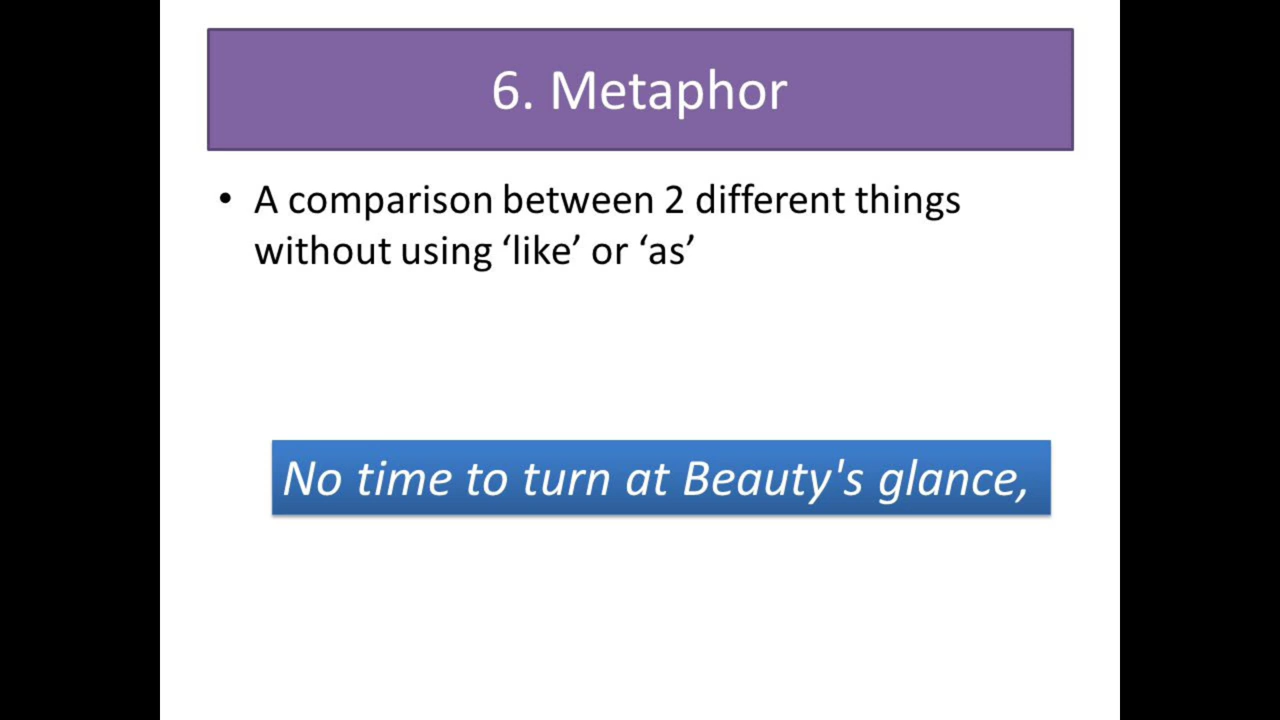 6. Metaphor
• A comparison between 2 different things
without using ‘like’ or ‘as’
No time to turn at Beauty's glance,